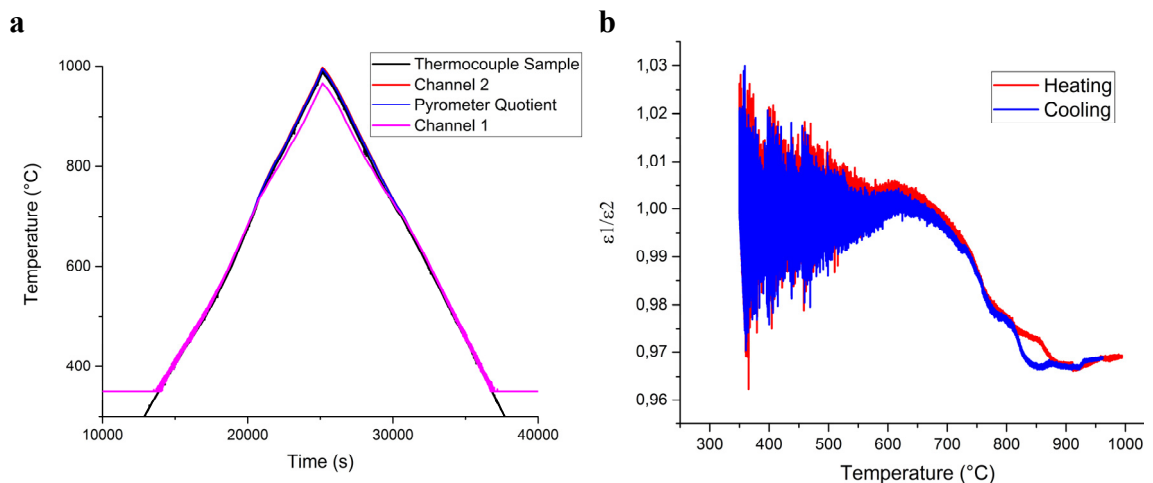 a
Temperature (°C)
1000
800
600
400
10000
20000
30000
40000
Time (s)
Thermocouple Sample
Channel 2
Pyrometer Quotient
Channel 1
b
ε1/ε2
1,03
1,02
1,01
1,00
0,99
0,98
0,97
0,96
300
400
500
600
700
800
900
1000
Temperature (°C)
Heating
Cooling